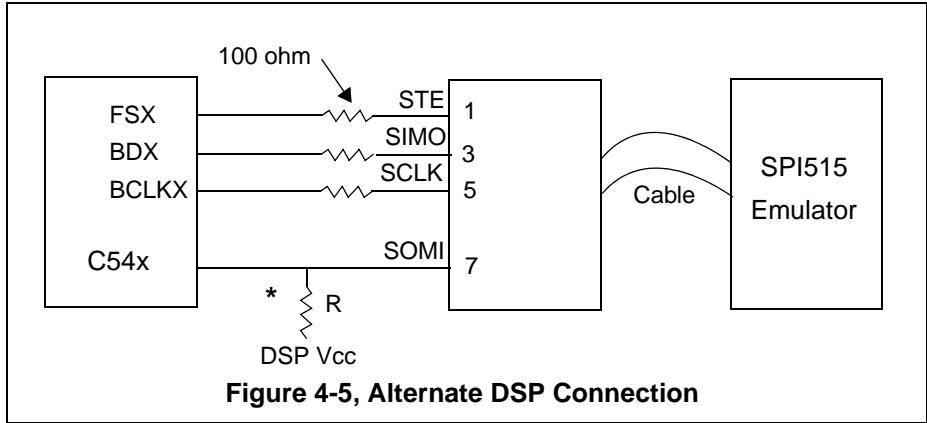 100 ohm
FSX
STE
1
BDX
SIMO
3
BCLKX
SCLK
5
C54x
SOMI
7
* R
DSP Vcc
Cable
SPI515
Emulator
Figure 4-5, Alternate DSP Connection